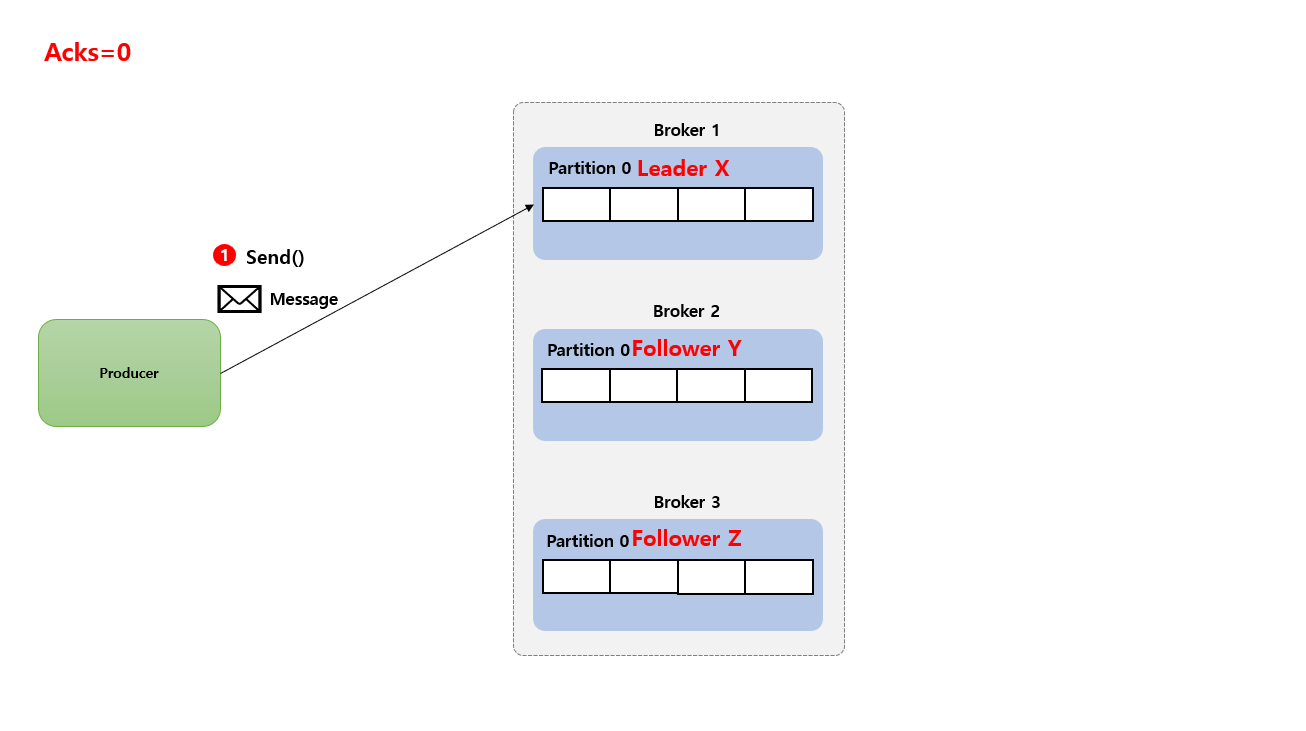 Acks=0
Broker 1
Partition 0 Leader X
1 Send()
Message
Producer
Broker 2
Partition 0 Follower Y
Broker 3
Partition 0 Follower Z